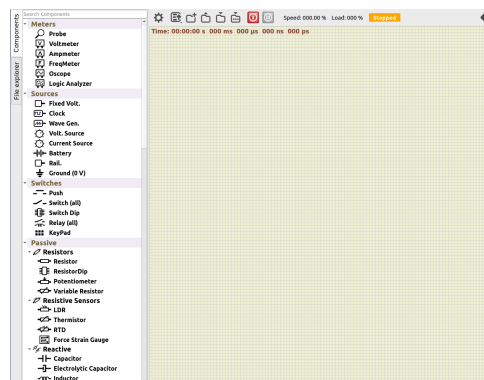 Components
File explorer
Search Components
Meters
Probe
Voltmeter
Ampmeter
FreqMeter
Oscope
Logic Analyzer
Sources
Fixed Volt.
Clock
Wave Gen.
Volt. Source
Current Source
Battery
Rail.
Ground (0 V)
Switches
Push
Switch (all)
Switch Dip
Relay (all)
KeyPad
Passive
Resistors
Resistor
ResistorDip
Potentiometer
Variable Resistor
Resistive Sensors
LDR
Thermistor
RTD
Force Strain Gauge
Reactive
Capacitor
Electrolytic Capacitor
Inductor
Speed: 000.00 % Load: 000 % Stopped
Time: 00:00:00 s 000 ms 000 µs 000 ns 000 ps